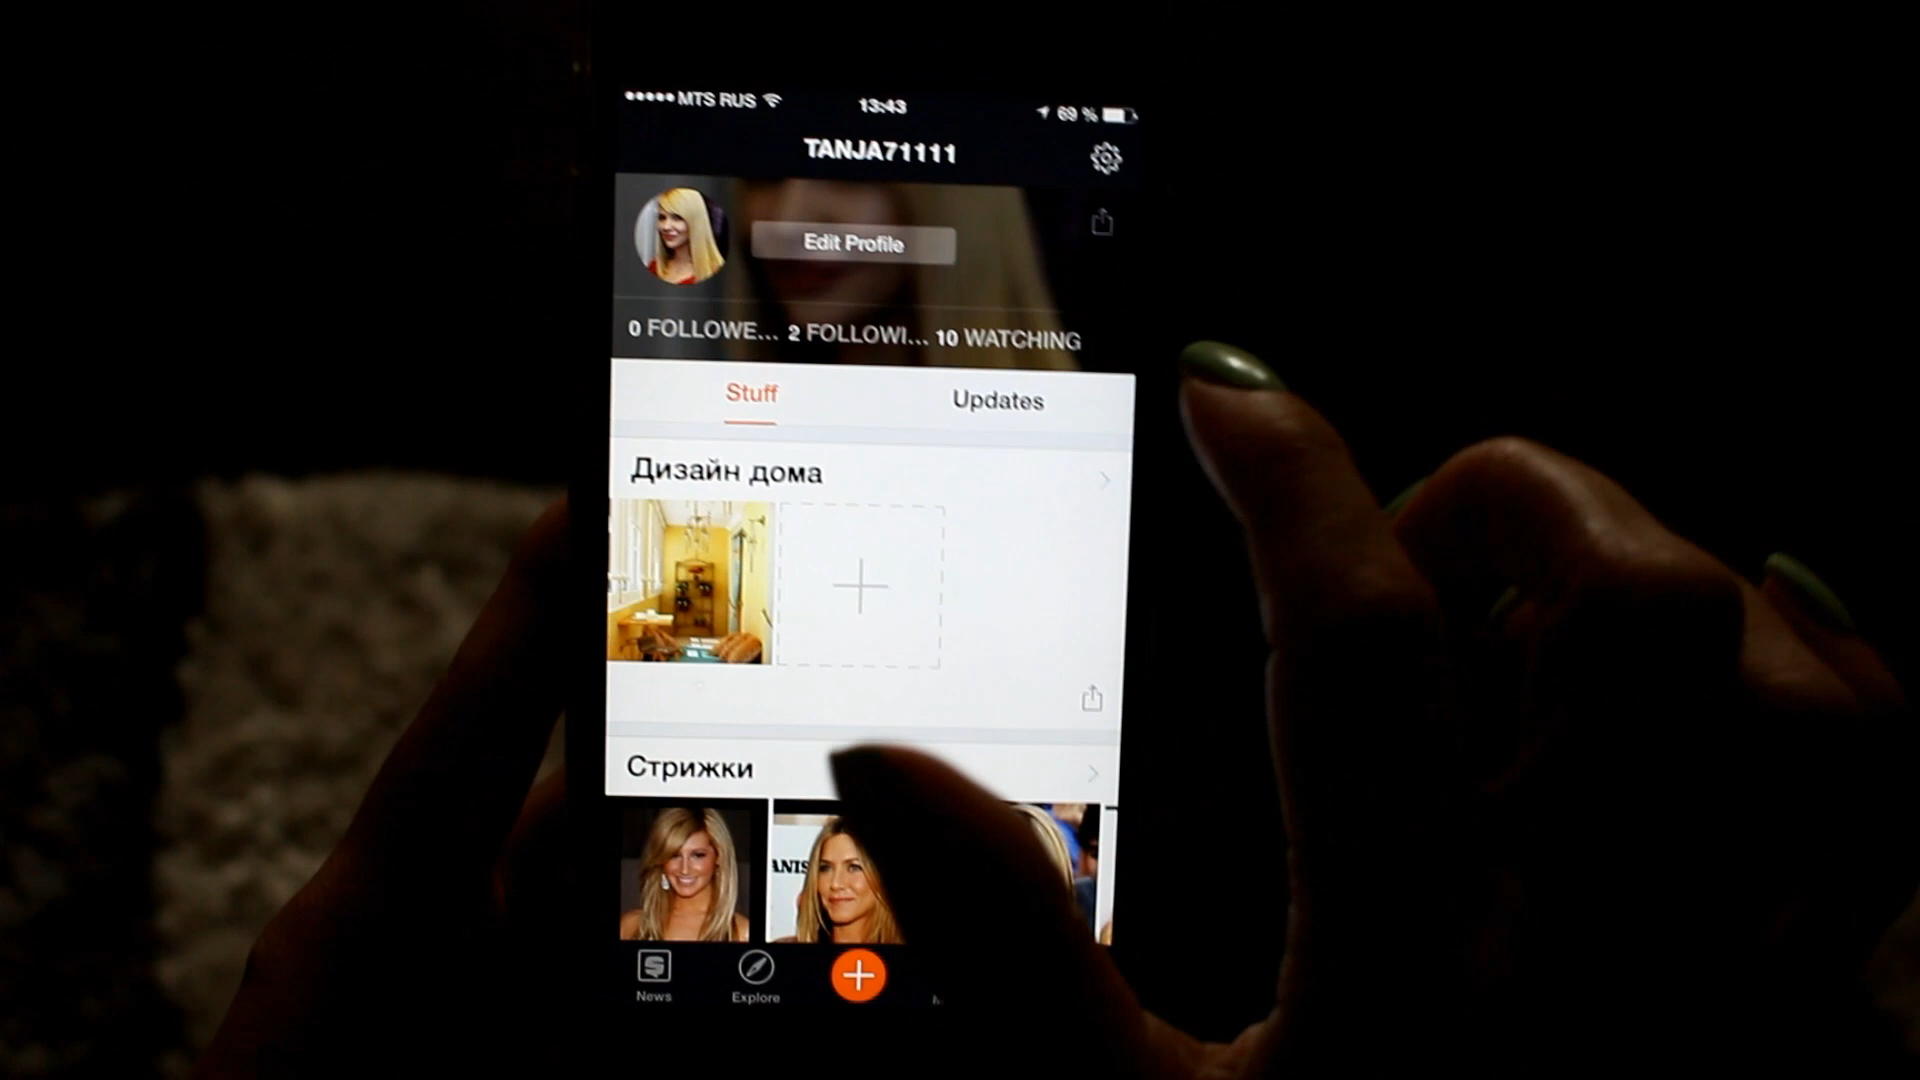 MTS RUS 13:43 69 %
TANJA71111
Edit Profile
0 FOLLOWE... 2 FOLLOWI... 10 WATCHING
Stuff Updates
Дизайн дома
Стрижки
ANIS
News Explore